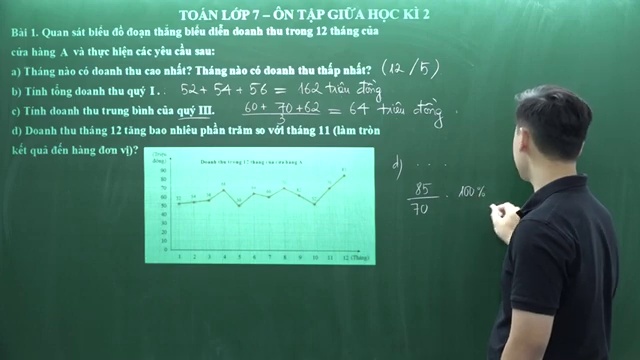 TOÁN LỚP 7 – ÔN TẬP GIỮA HỌC KÌ 2
Bài 1. Quan sát biểu đồ đoạn thẳng biểu diễn doanh thu trong 12 tháng của
cửa hàng A và thực hiện các yêu cầu sau:
a) Tháng nào có doanh thu cao nhất? Tháng nào có doanh thu thấp nhất? (12/5)
b) Tính tổng doanh thu quý I. : 52 + 54 + 56 = 162 triệu đồng
c) Tính doanh thu trung bình của quý III. 60 + 70 + 62 / 3 = 64 triệu đồng.
d) Doanh thu tháng 12 tăng bao nhiêu phần trăm so với tháng 11 (làm tròn
kết quả đến hàng đơn vị)?
(Triệu đồng)
Doanh thu trong 12 tháng của cửa hàng A
90
80
70
60
50
40
30
20
10
0
1 2 3 4 5 6 7 8 9 10 11 12 (Tháng)
d) . . .
85 / 70 . 100%